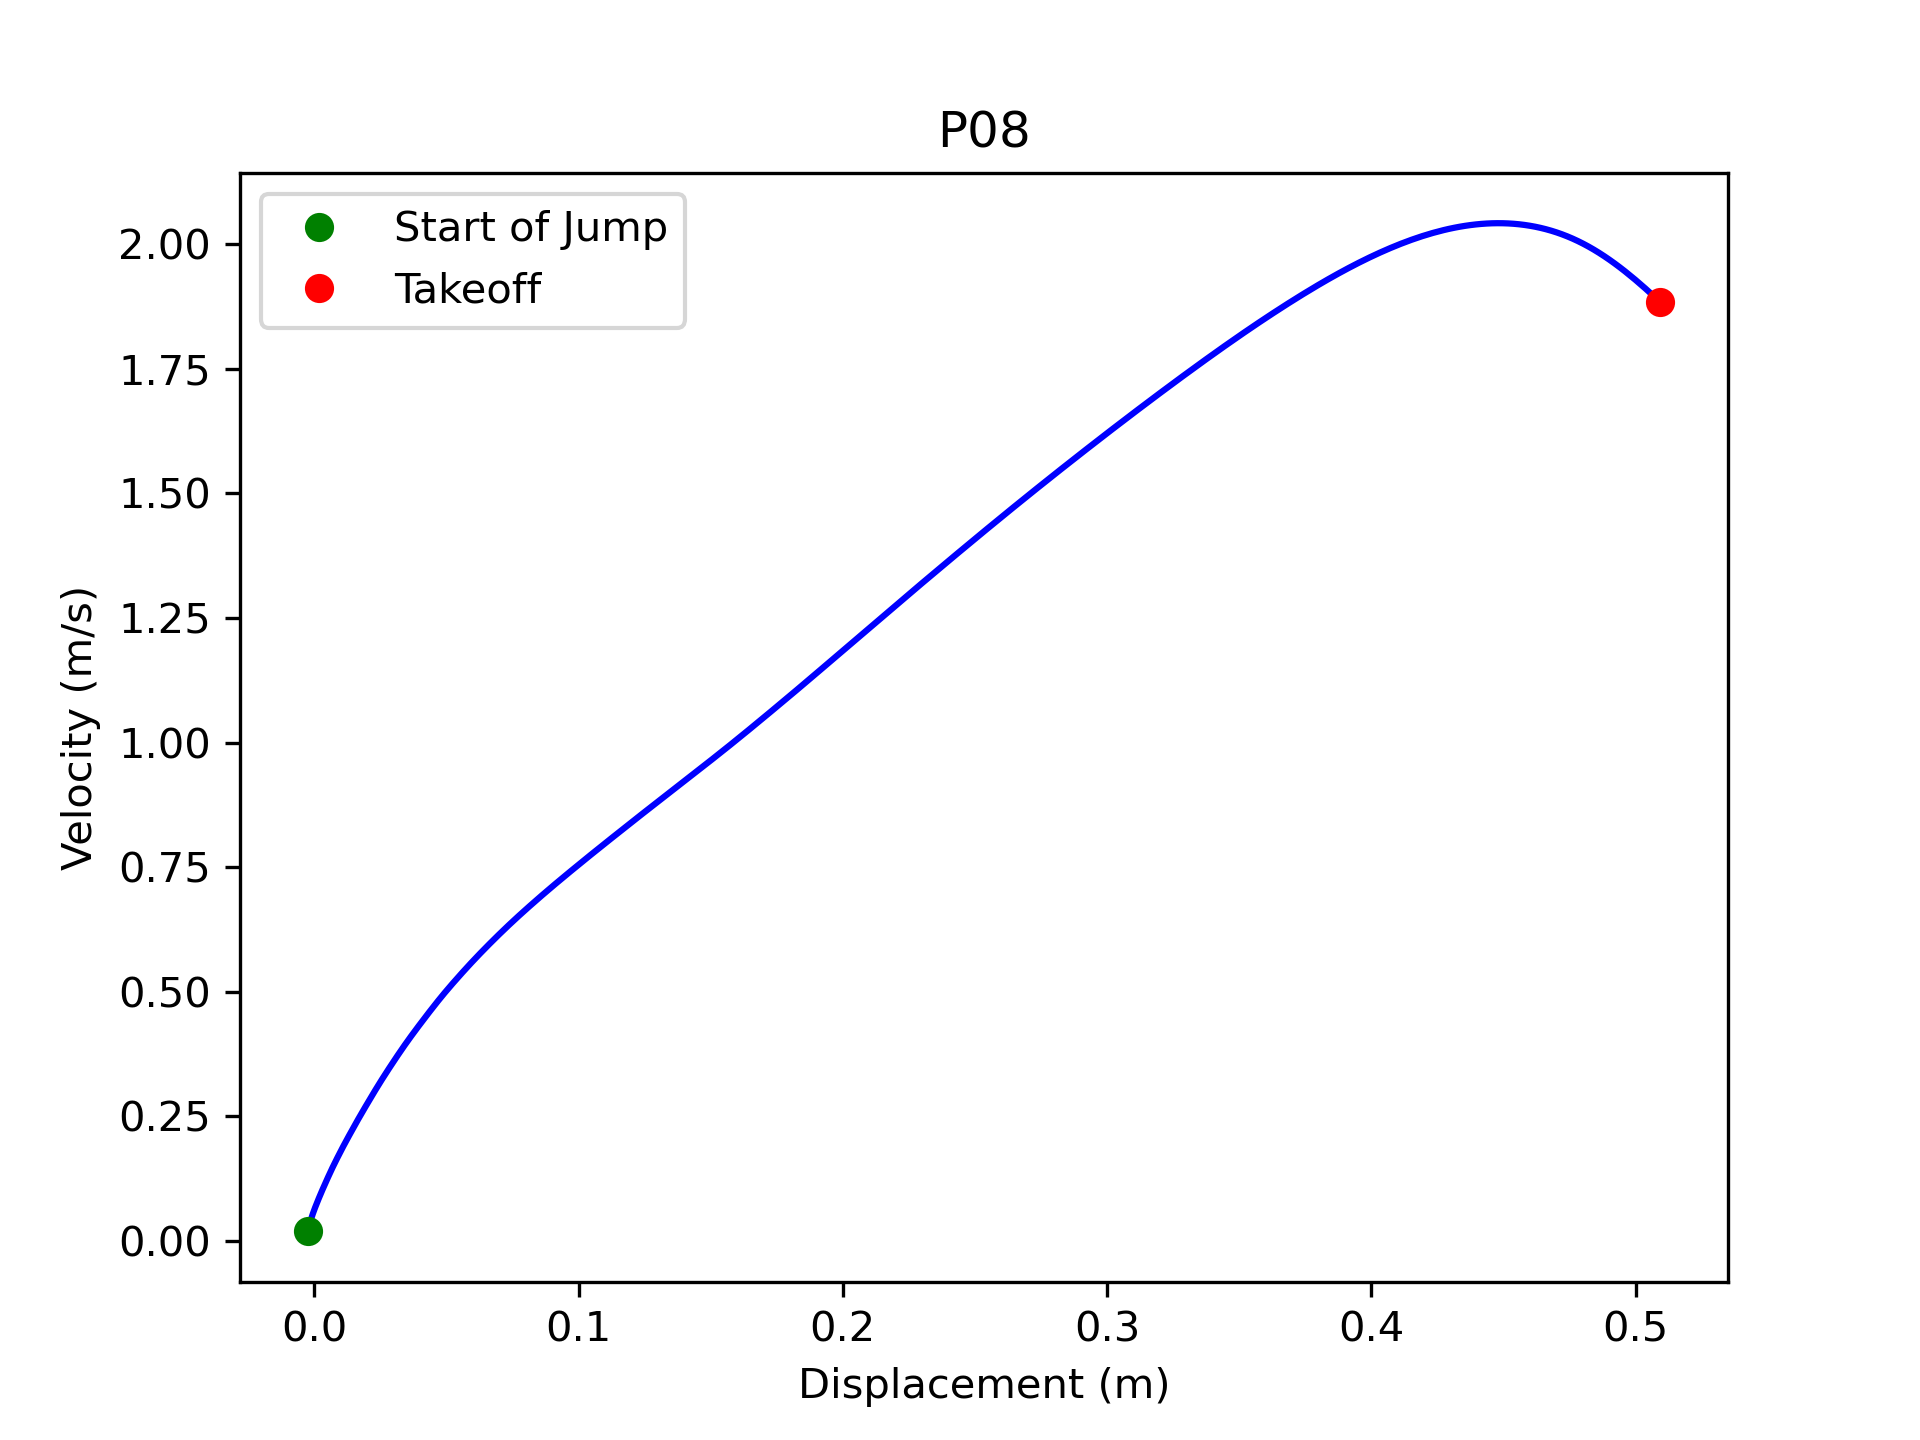 P08
Start of Jump
Takeoff
2.00
1.75
1.50
1.25
1.00
0.75
0.50
0.25
0.00
Velocity (m/s)
0.0 0.1 0.2 0.3 0.4 0.5
Displacement (m)